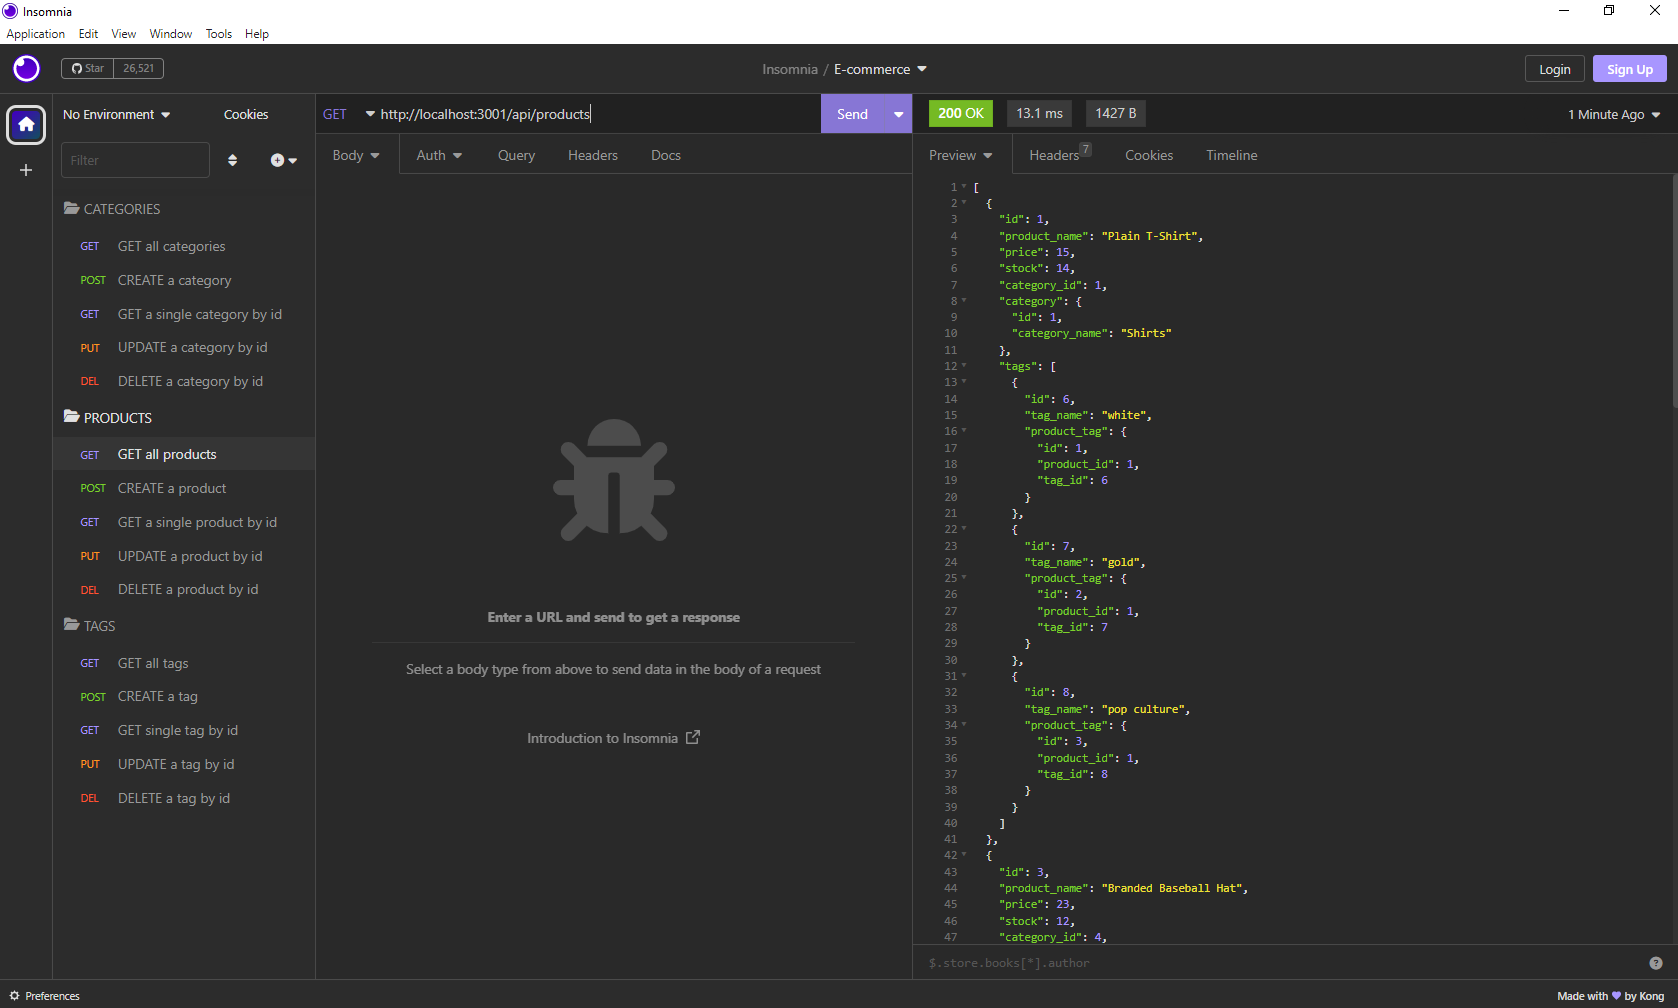 Insomnia
Application Edit View Window Tools Help
Star 26,521
Insomnia / E-commerce
Login Sign Up
No Environment Cookies
Filter
CATEGORIES
GET GET all categories
POST CREATE a category
GET GET a single category by id
PUT UPDATE a category by id
DEL DELETE a category by id
PRODUCTS
GET GET all products
POST CREATE a product
GET GET a single product by id
PUT UPDATE a product by id
DEL DELETE a product by id
TAGS
GET GET all tags
POST CREATE a tag
GET GET single tag by id
PUT UPDATE a tag by id
DEL DELETE a tag by id
GET http://localhost:3001/api/products Send
Body Auth Query Headers Docs
Enter a URL and send to get a response
Select a body type from above to send data in the body of a request
Introduction to Insomnia
200 OK 13.1 ms 1427 B 1 Minute Ago
Preview Headers 7 Cookies Timeline
1 [
2 {
3 "id": 1,
4 "product_name": "Plain T-Shirt",
5 "price": 15,
6 "stock": 14,
7 "category_id": 1,
8 "category": {
9 "id": 1,
10 "category_name": "Shirts"
11 },
12 "tags": [
13 {
14 "id": 6,
15 "tag_name": "white",
16 "product_tag": {
17 "id": 1,
18 "product_id": 1,
19 "tag_id": 6
20 }
21 },
22 {
23 "id": 7,
24 "tag_name": "gold",
25 "product_tag": {
26 "id": 2,
27 "product_id": 1,
28 "tag_id": 7
29 }
30 },
31 {
32 "id": 8,
33 "tag_name": "pop culture",
34 "product_tag": {
35 "id": 3,
36 "product_id": 1,
37 "tag_id": 8
38 }
39 }
40 ]
41 },
42 {
43 "id": 3,
44 "product_name": "Branded Baseball Hat",
45 "price": 23,
46 "stock": 12,
47 "category_id": 4,
$.store.books[*].author ?
Preferences
Made with by Kong